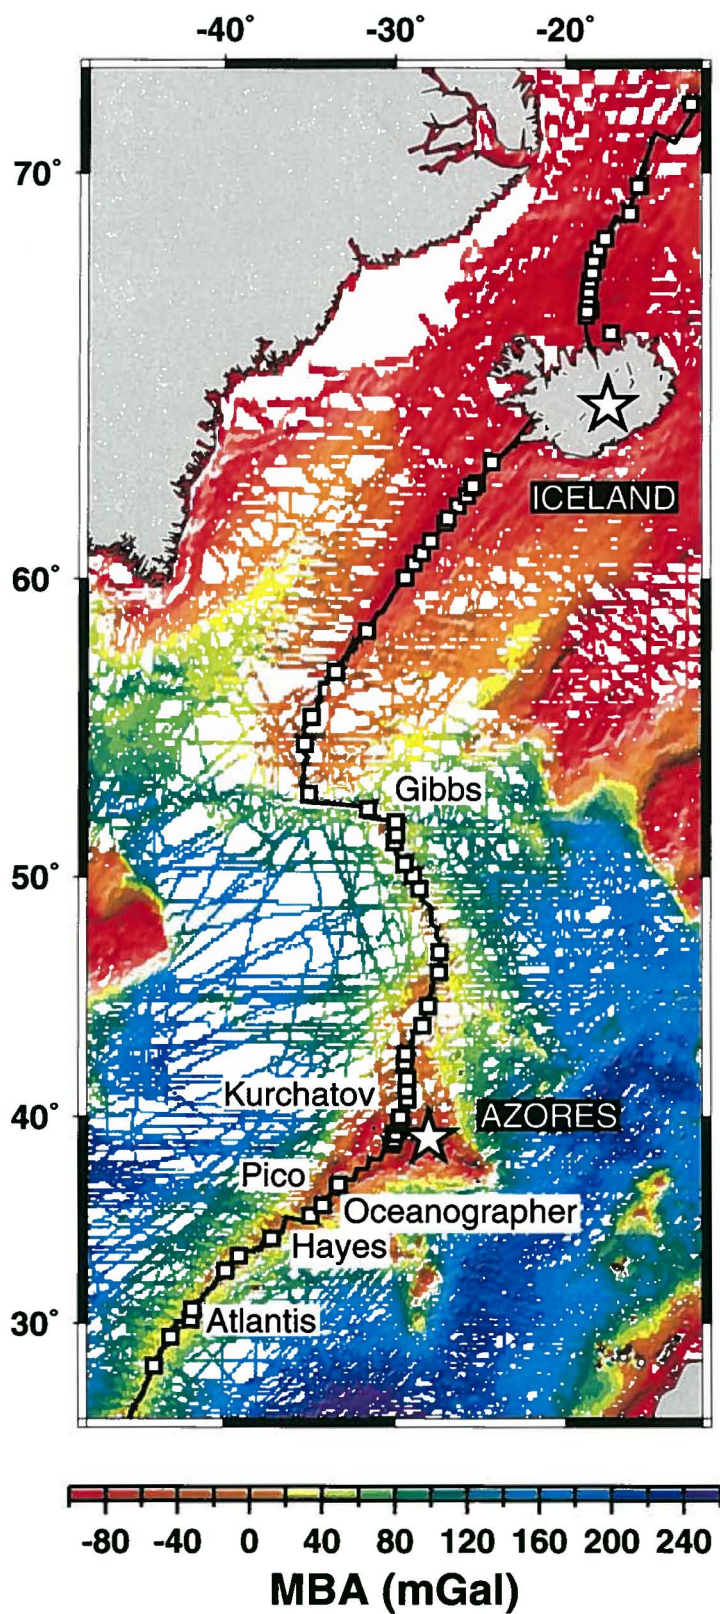 -40˚ -30˚ -20˚
70˚
ICELAND
60˚
Gibbs
50˚
Kurchatov
40˚
AZORES
Pico
Oceanographer
Hayes
30˚
Atlantis
-80 -40 0 40 80 120 160 200 240
MBA (mGal)